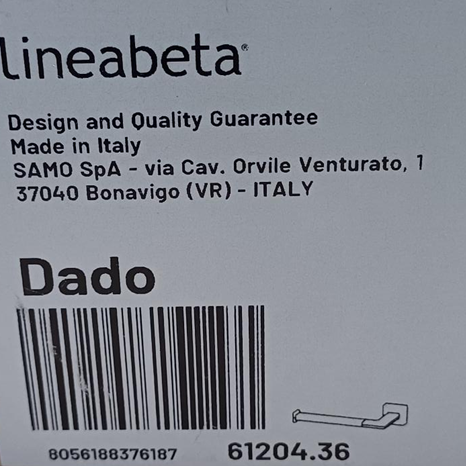 lineabeta®
Design and Quality Guarantee
Made in Italy
SAMO SpA - via Cav. Orvile Venturato, 1
37040 Bonavigo (VR) - ITALY
Dado
8056188376187
61204.36